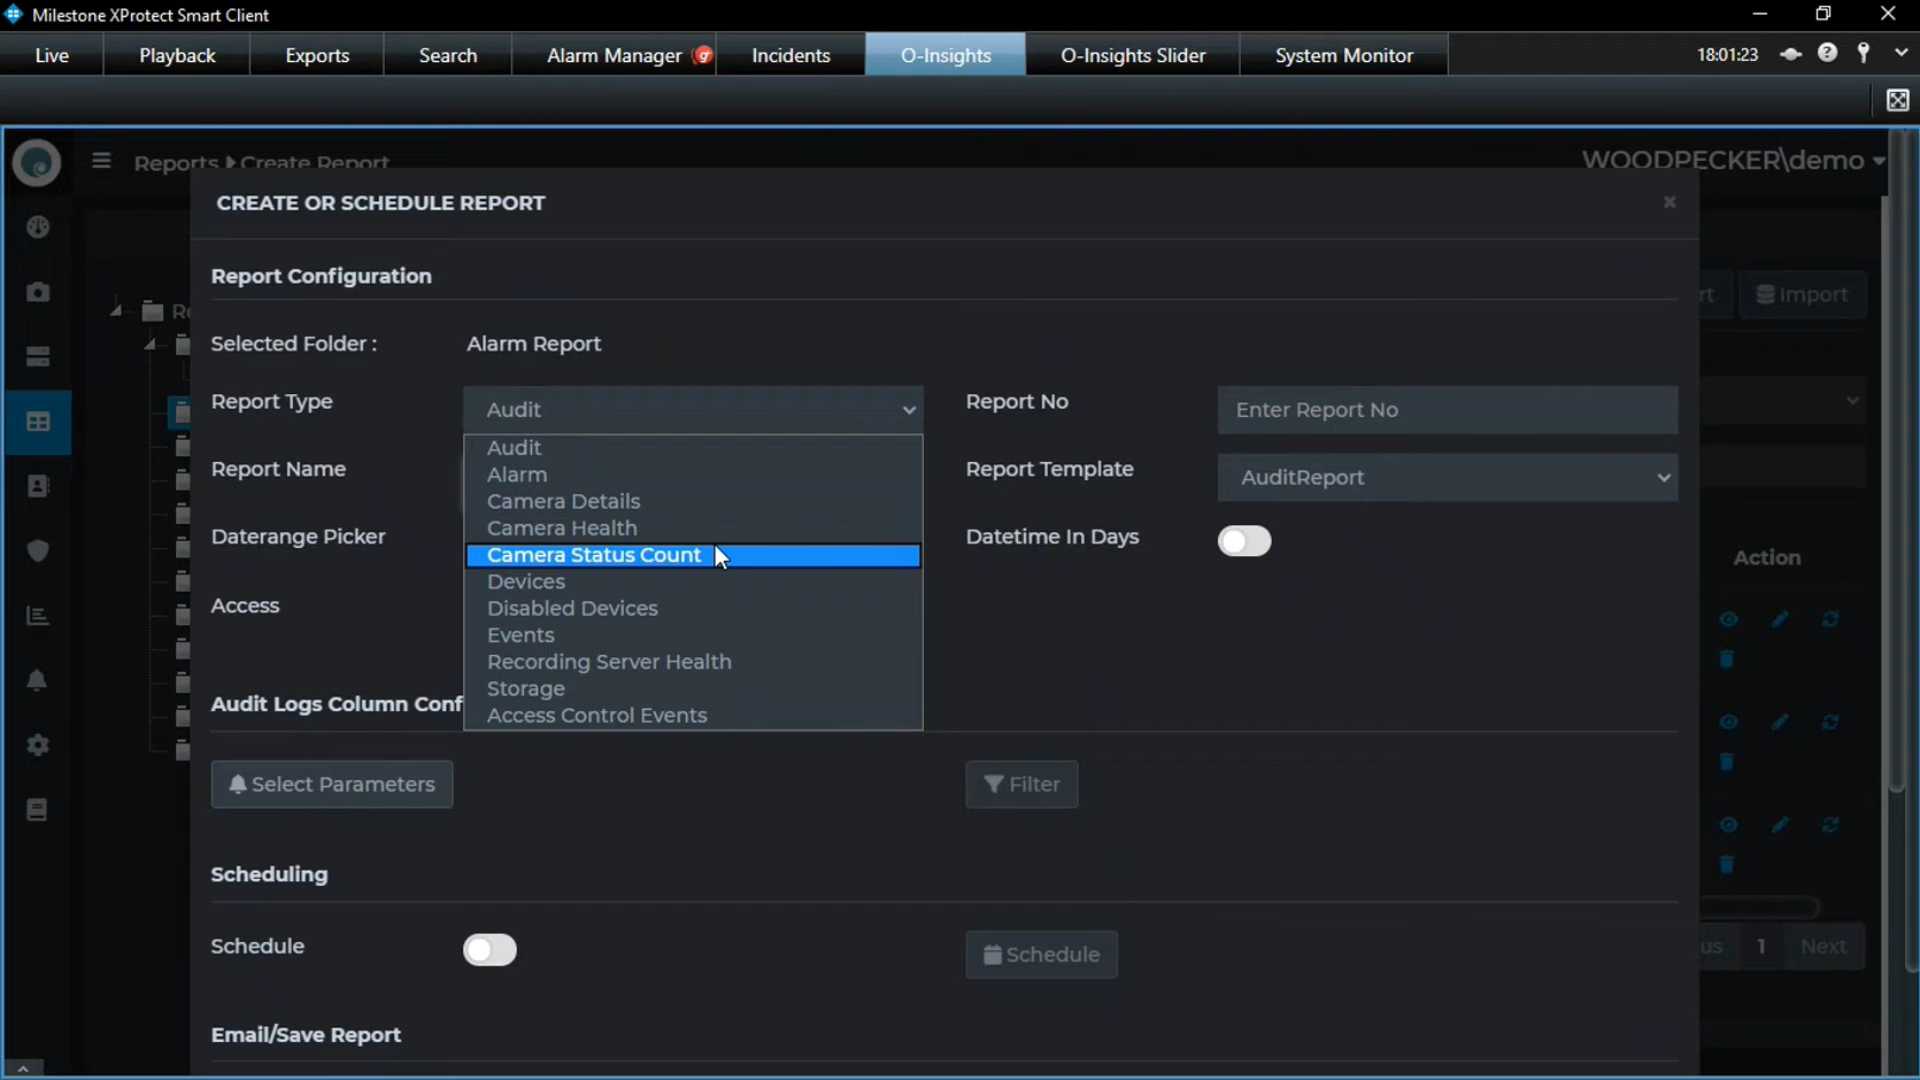 Milestone XProtect Smart Client
Live Playback Exports Search Alarm Manager Incidents O-Insights O-Insights Slider System Monitor 18:01:23
Reports Create Report WOODPECKER\demo
CREATE OR SCHEDULE REPORT
Report Configuration
Import
Selected Folder : Alarm Report
Report Type Audit Report No Enter Report No
Audit
Alarm
Report Name Report Template AuditReport
Camera Details
Camera Health
Daterange Picker Datetime In Days
Camera Status Count Action
Devices
Disabled Devices
Access
Events
Recording Server Health
Storage
Audit Logs Column Conf
Access Control Events
Select Parameters Filter
Scheduling
Schedule Schedule
1 Next
Email/Save Report